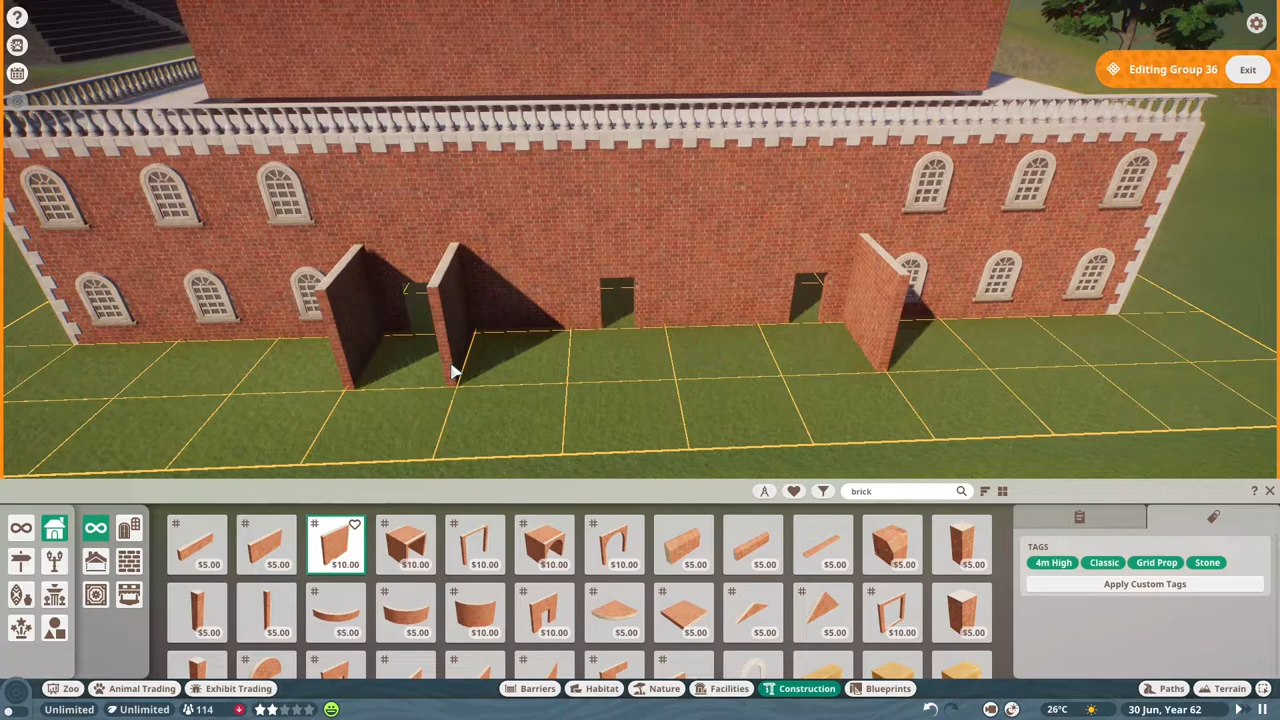 ?
Editing Group 36
Exit
brick
?
$5.00
$5.00
$10.00
$10.00
$10.00
$10.00
$10.00
$5.00
$5.00
$5.00
$5.00
$5.00
TAGS
4m High
Classic
Grid Prop
Stone
Apply Custom Tags
$5.00
$5.00
$5.00
$5.00
$10.00
$10.00
$5.00
$5.00
$5.00
$5.00
$10.00
$5.00
Zoo
Animal Trading
Exhibit Trading
Barriers
Habitat
Nature
Facilities
Construction
Blueprints
Paths
Terrain
Unlimited
Unlimited
114
26°C
30 Jun, Year 62